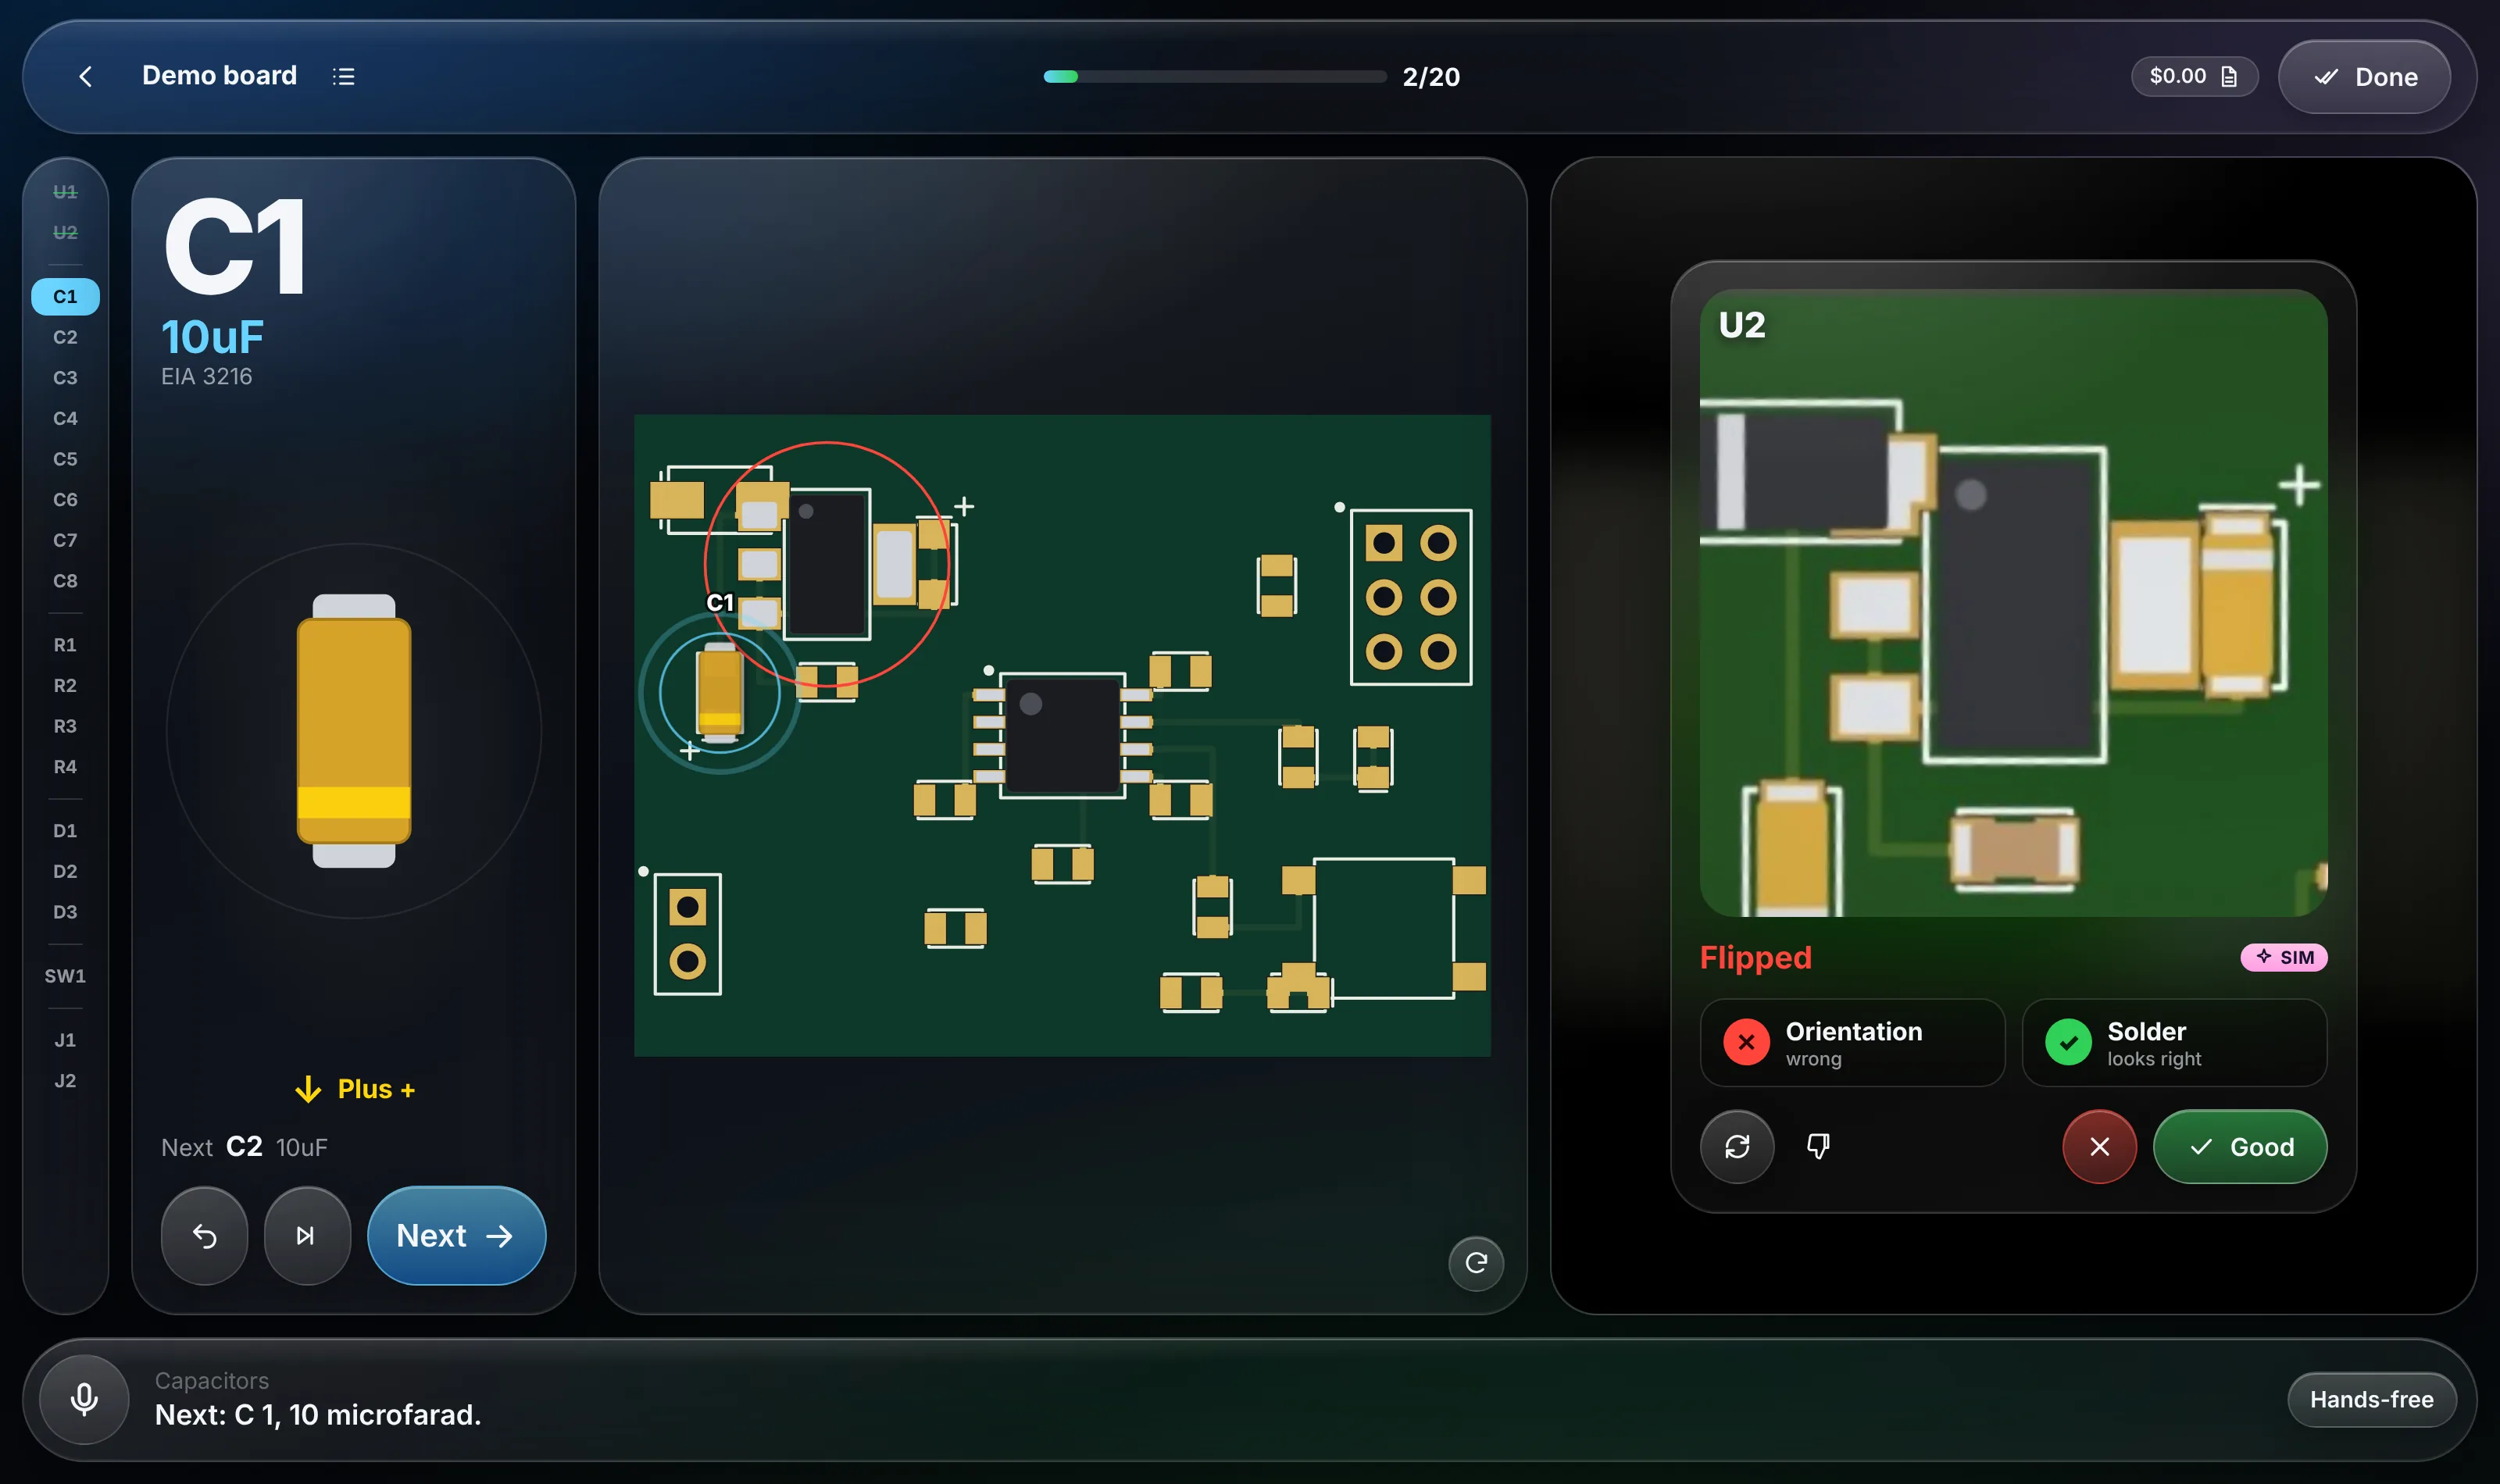 Demo board
2/20
$0.00
Done
U1
U2
C1
C2
C3
C4
C5
C6
C7
C8
R1
R2
R3
R4
D1
D2
D3
SW1
J1
J2
C1
10uF
EIA 3216
Plus +
Next C2 10uF
Next
C1
U2
Flipped
SIM
Orientation
wrong
Solder
looks right
Good
Capacitors
Next: C 1, 10 microfarad.
Hands-free